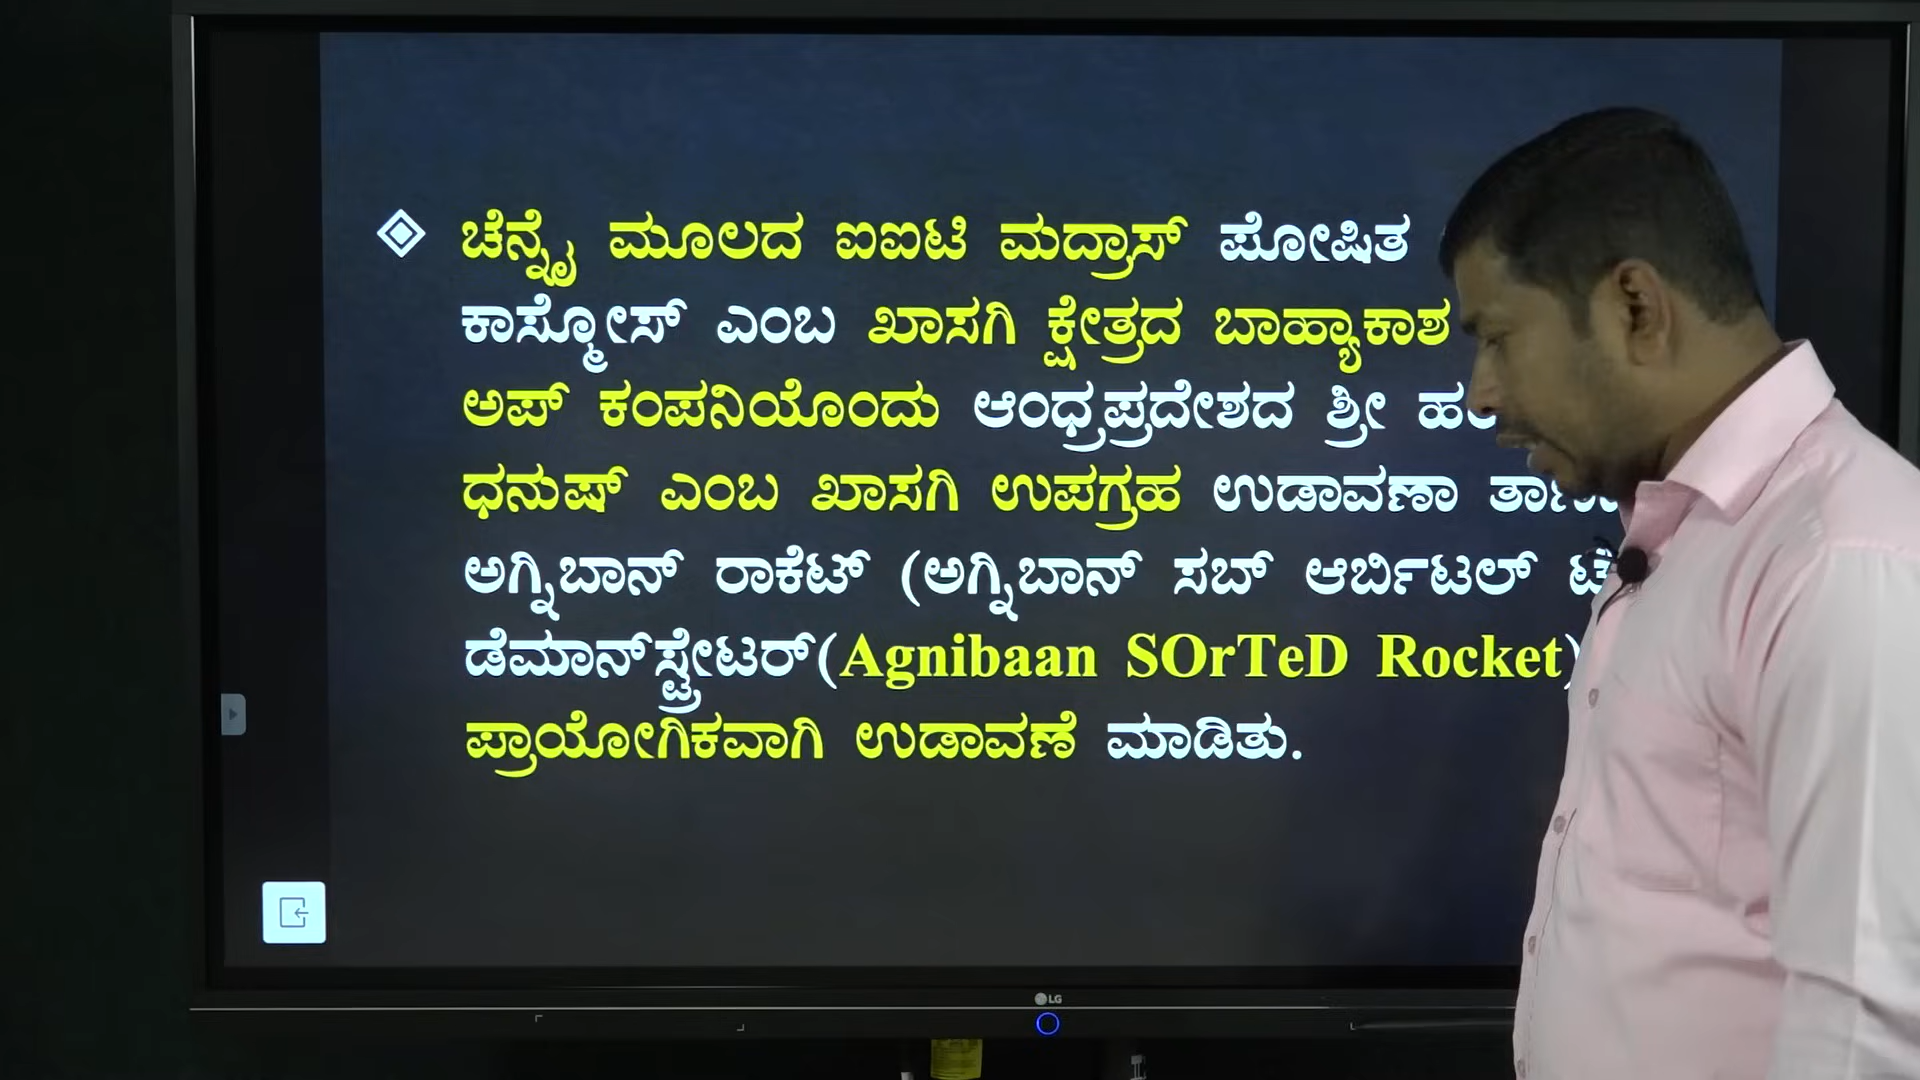 ಚೆನ್ನೈ ಮೂಲದ ಐಐಟಿ ಮದ್ರಾಸ್ ಪೋಷಿತ
ಕಾಸ್ಮೋಸ್ ಎಂಬ ಖಾಸಗಿ ಕ್ಷೇತ್ರದ ಬಾಹ್ಯಾಕಾಶ
ಅಪ್ ಕಂಪನಿಯೊಂದು ಆಂಧ್ರಪ್ರದೇಶದ ಶ್ರೀ
ಧನುಷ್ ಎಂಬ ಖಾಸಗಿ ಉಪಗ್ರಹ ಉಡಾವಣಾ
ಅಗ್ನಿಬಾನ್ ರಾಕೆಟ್ (ಅಗ್ನಿಬಾನ್ ಸಬ್ ಆರ್ಬಿಟಲ್
ಡೆಮಾನ್‌ಸ್ಟ್ರೇಟರ್(Agnibaan SOrTeD Rocket)
ಪ್ರಾಯೋಗಿಕವಾಗಿ ಉಡಾವಣೆ ಮಾಡಿತು.
LG